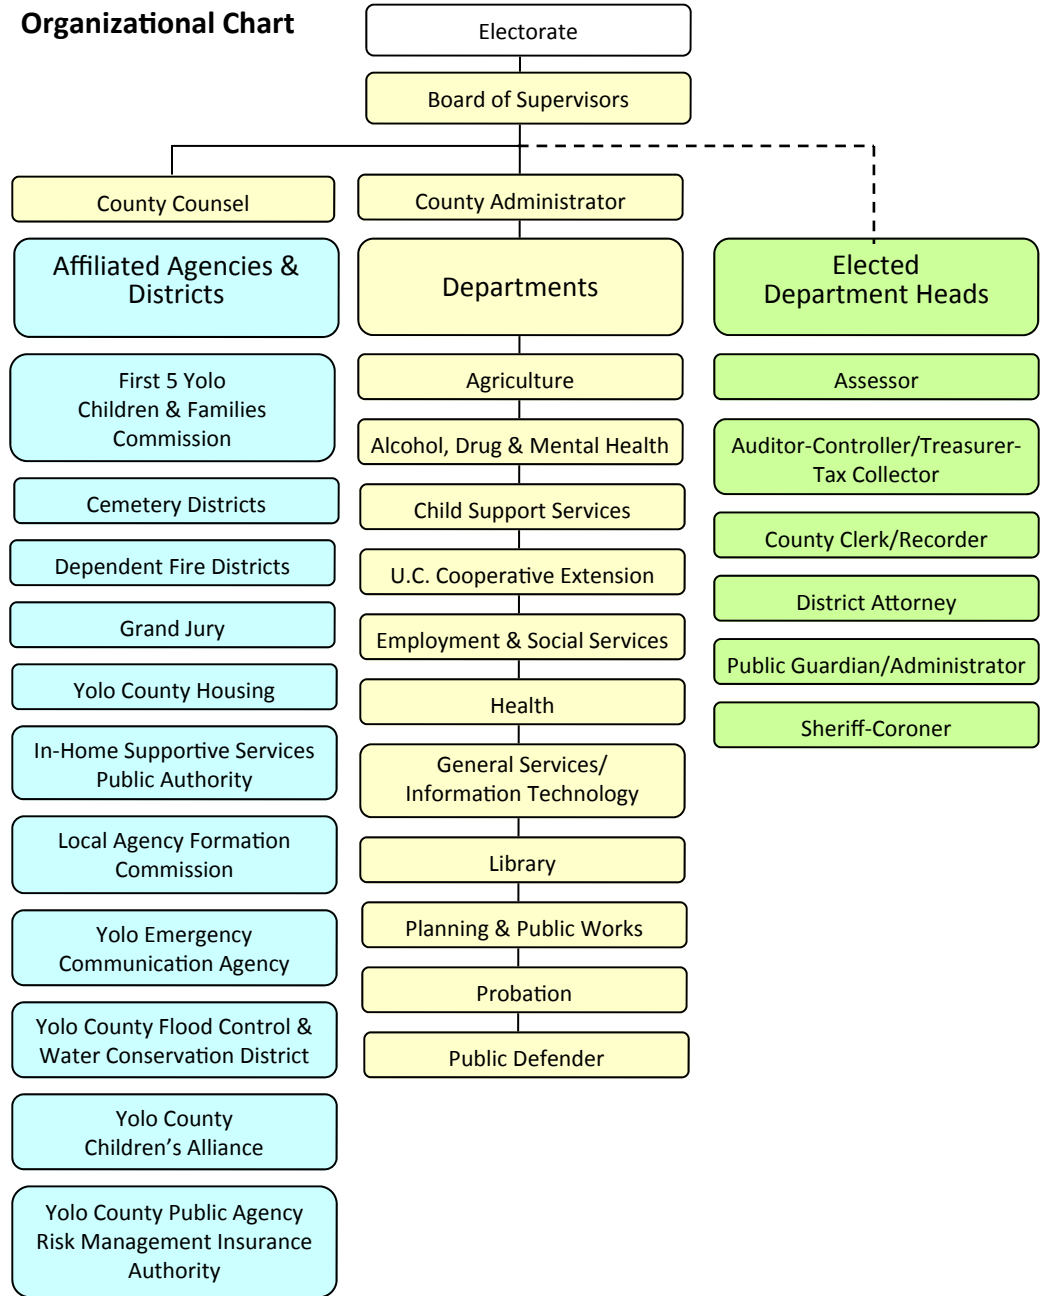 Organizational Chart
Electorate
Board of Supervisors
County Counsel
County Administrator
Affiliated Agencies &
Districts
First 5 Yolo
Children & Families
Commission
Cemetery Districts
Dependent Fire Districts
Grand Jury
Yolo County Housing
In-Home Supportive Services
Public Authority
Local Agency Formation
Commission
Yolo Emergency
Communication Agency
Yolo County Flood Control &
Water Conservation District
Yolo County
Children’s Alliance
Yolo County Public Agency
Risk Management Insurance
Authority
Departments
Agriculture
Alcohol, Drug & Mental Health
Child Support Services
U.C. Cooperative Extension
Employment & Social Services
Health
General Services/
Information Technology
Library
Planning & Public Works
Probation
Public Defender
Elected
Department Heads
Assessor
Auditor-Controller/Treasurer-
Tax Collector
County Clerk/Recorder
District Attorney
Public Guardian/Administrator
Sheriff-Coroner